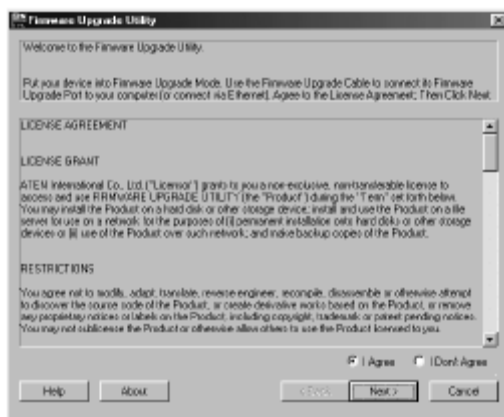 Firmware Upgrade Utility
Welcome to the Firmware Upgrade Utility.
Put your device into Firmware Upgrade Mode. Use the Firmware Upgrade Cable to connect its Firmware
Upgrade Port to your computer (or connect via Ethernet). Agree to the License Agreement; Then Click Next.
LICENSE AGREEMENT
LICENSE GRANT
ATEN International Co., Ltd. ("Licensor") grants to you a non-exclusive, non-transferable license to
access and use FIRMWARE UPGRADE UTILITY (the "Product") during the "Term" set forth below.
You may install the Product on a hard disk or other storage device; install and use the Product on a file
server for use on a network for the purposes of (i) permanent installation onto hard disks or other storage
devices or (ii) use of the Product over such network; and make backup copies of the Product.
RESTRICTIONS
You agree not to modify, adapt, translate, reverse engineer, recompile, disassemble or otherwise attempt
to discover the source code of the Product, or create derivative works based on the Product, or remove
any proprietary notices or labels on the Product, including copyright, trademark or patent pending notices.
You may not sublicense the Product or otherwise allow others to use the Product licensed to you.
I Agree I Don't Agree
Help About < Back Next > Cancel